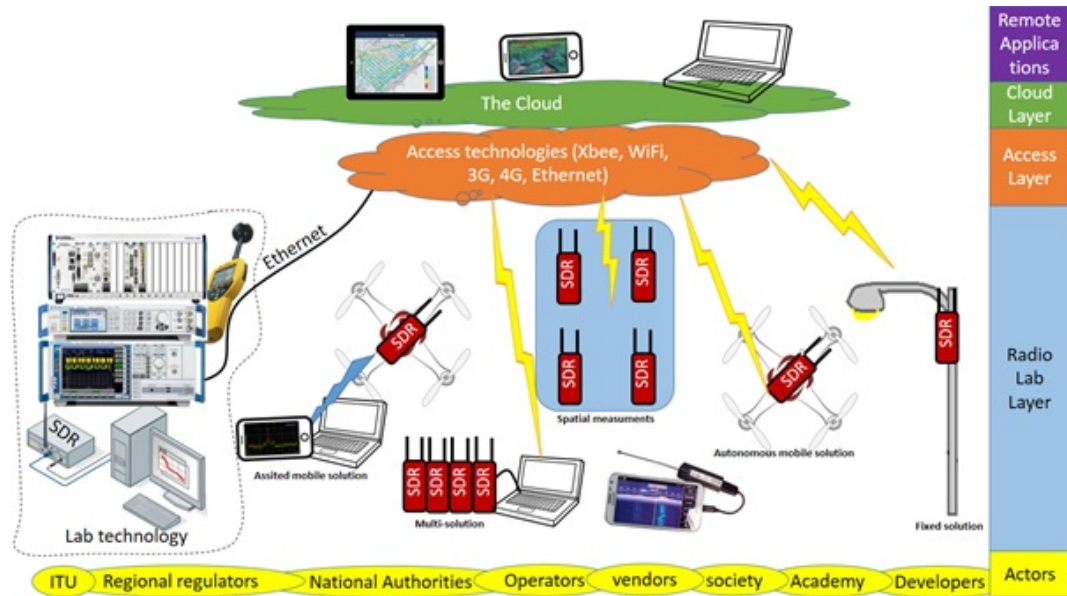 Remote
Applica
tions
The Cloud
Cloud
Layer
Access technologies (Xbee, WiFi,
3G, 4G, Ethernet)
Access
Layer
Ethernet
SDR
SDR
SDR
SDR
SDR
SDR
SDR
SDR
Spatial measuments
Autonomous mobile solution
Radio
Lab
Layer
SDR
Assited mobile solution
SDR
SDR
SDR
SDR
Multi-solution
Fixed solution
Lab technology
ITU
Regional regulators
National Authorities
Operators
vendors
society
Academy
Developers
Actors